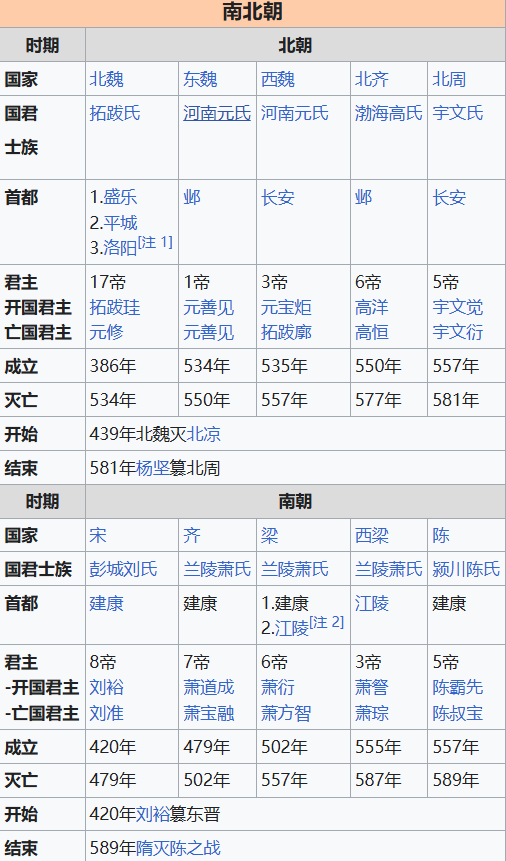 南北朝
时期 北朝
国家 北魏 东魏 西魏 北齐 北周
国君 拓跋氏 河南元氏 河南元氏 渤海高氏 宇文氏
士族
首都 1.盛乐 邺 长安 邺 长安
2.平城
3.洛阳[注 1]
君主 17帝 1帝 3帝 6帝 5帝
开国君主 拓跋珪 元善见 元宝炬 高洋 宇文觉
亡国君主 元修 元善见 拓跋廓 高恒 宇文衍
成立 386年 534年 535年 550年 557年
灭亡 534年 550年 557年 577年 581年
开始 439年北魏灭北凉
结束 581年杨坚篡北周
时期 南朝
国家 宋 齐 梁 西梁 陈
国君士族 彭城刘氏 兰陵萧氏 兰陵萧氏 兰陵萧氏 颍川陈氏
首都 建康 建康 1.建康 江陵 建康
2.江陵[注 2]
君主 8帝 7帝 6帝 3帝 5帝
-开国君主 刘裕 萧道成 萧衍 萧詧 陈霸先
-亡国君主 刘准 萧宝融 萧方智 萧琮 陈叔宝
成立 420年 479年 502年 555年 557年
灭亡 479年 502年 557年 587年 589年
开始 420年刘裕篡东晋
结束 589年隋灭陈之战